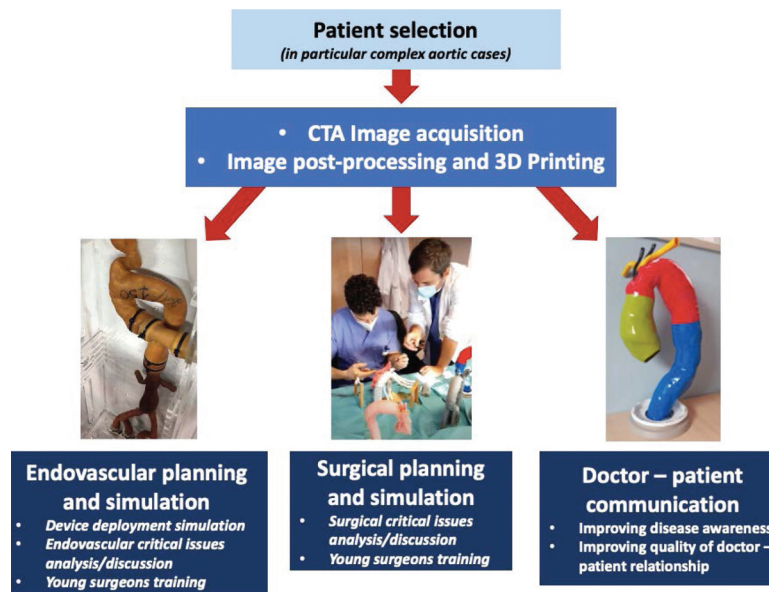 Patient selection
(in particular complex aortic cases)
• CTA Image acquisition
• Image post-processing and 3D Printing
Endovascular planning
and simulation
• Device deployment simulation
• Endovascular critical issues
analysis/discussion
• Young surgeons training
Surgical planning
and simulation
• Surgical critical issues
analysis/discussion
• Young surgeons training
Doctor – patient
communication
• Improving disease awareness
• Improving quality of doctor –
patient relationship